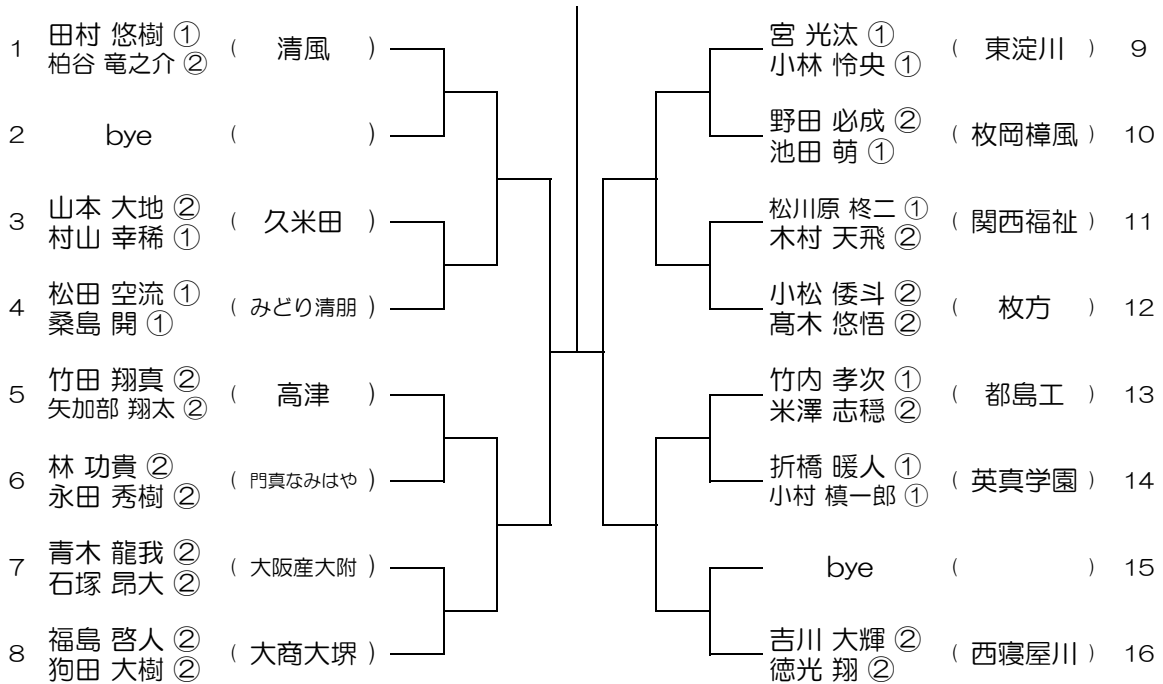 1 田村 悠樹 ① ( 清風 )
柏谷 竜之介 ②
2 bye ( )
3 山本 大地 ② ( 久米田 )
村山 幸稀 ①
4 松田 空流 ① ( みどり清朋 )
桑島 開 ①
5 竹田 翔真 ② ( 高津 )
矢加部 翔太 ②
6 林 功貴 ② ( 門真なみはや )
永田 秀樹 ②
7 青木 龍我 ② ( 大阪産大附 )
石塚 昂大 ②
8 福島 啓人 ② ( 大商大堺 )
狗田 大樹 ②
宮 光汰 ① ( 東淀川 ) 9
小林 怜央 ①
野田 必成 ② ( 枚岡樟風 ) 10
池田 萌 ①
松川原 柊二 ① ( 関西福祉 ) 11
木村 天飛 ②
小松 倭斗 ② ( 枚方 ) 12
髙木 悠悟 ②
竹内 孝次 ① ( 都島工 ) 13
米澤 志穏 ②
折橋 暖人 ① ( 英真学園 ) 14
小村 槙一郎 ①
bye ( ) 15
吉川 大輝 ② ( 西寝屋川 ) 16
徳光 翔 ②